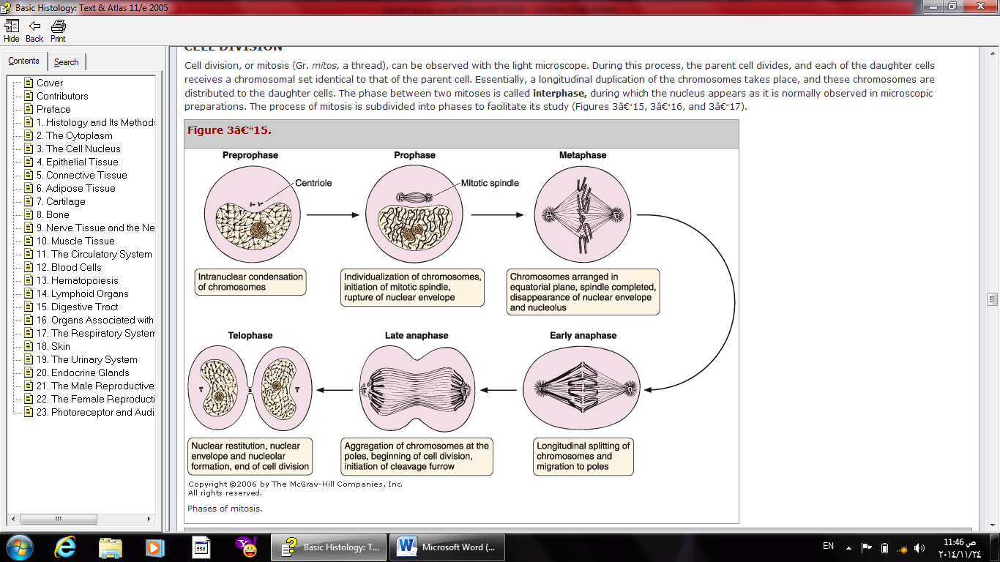 Basic Histology: Text & Atlas 11/e 2005
Hide Back Print
Contents Search
Cover
Contributors
Preface
1. Histology and Its Methods
2. The Cytoplasm
3. The Cell Nucleus
4. Epithelial Tissue
5. Connective Tissue
6. Adipose Tissue
7. Cartilage
8. Bone
9. Nerve Tissue and the Ne
10. Muscle Tissue
11. The Circulatory System
12. Blood Cells
13. Hematopoiesis
14. Lymphoid Organs
15. Digestive Tract
16. Organs Associated with
17. The Respiratory System
18. Skin
19. The Urinary System
20. Endocrine Glands
21. The Male Reproductive
22. The Female Reproducti
23. Photoreceptor and Audi
CELL DIVISION
Cell division, or mitosis (Gr. mitos, a thread), can be observed with the light microscope. During this process, the parent cell divides, and each of the daughter cells
receives a chromosomal set identical to that of the parent cell. Essentially, a longitudinal duplication of the chromosomes takes place, and these chromosomes are
distributed to the daughter cells. The phase between two mitoses is called interphase, during which the nucleus appears as it is normally observed in microscopic
preparations. The process of mitosis is subdivided into phases to facilitate its study (Figures 3â€“15, 3â€“16, and 3â€“17).
Figure 3â€“15.
Preprophase
Centriole
Intranuclear condensation
of chromosomes
Prophase
Mitotic spindle
Individualization of chromosomes,
initiation of mitotic spindle,
rupture of nuclear envelope
Metaphase
Chromosomes arranged in
equatorial plane, spindle completed,
disappearance of nuclear envelope
and nucleolus
Telophase
Nuclear restitution, nuclear
envelope and nucleolar
formation, end of cell division
Late anaphase
Aggregation of chromosomes at the
poles, beginning of cell division,
initiation of cleavage furrow
Early anaphase
Longitudinal splitting of
chromosomes and
migration to poles
Copyright ©2006 by The McGraw-Hill Companies, Inc.
All rights reserved.
Phases of mitosis.
Basic Histology: T...
Microsoft Word (...
EN
11:46 ص
٢٠١٤/١١/٢٤